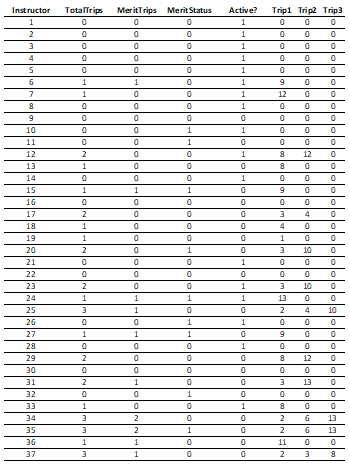 Instructor TotalTrips MeritTrips MeritStatus Active? Trip1 Trip2 Trip3
1 0 0 0 1 0 0 0
2 0 0 0 1 0 0 0
3 0 0 0 1 0 0 0
4 0 0 0 1 0 0 0
5 0 0 0 1 0 0 0
6 1 1 0 1 9 0 0
7 1 0 0 1 12 0 0
8 0 0 0 1 0 0 0
9 0 0 0 0 0 0 0
10 0 0 1 1 0 0 0
11 0 0 1 0 0 0 0
12 2 0 0 1 8 12 0
13 1 0 0 1 8 0 0
14 0 0 0 1 0 0 0
15 1 1 1 0 9 0 0
16 0 0 0 0 0 0 0
17 2 0 0 0 3 4 0
18 1 0 0 0 4 0 0
19 1 0 0 0 1 0 0
20 2 0 1 0 3 10 0
21 0 0 0 1 0 0 0
22 0 0 0 0 0 0 0
23 2 0 0 1 3 10 0
24 1 1 1 1 13 0 0
25 3 1 0 0 2 4 10
26 0 0 1 1 0 0 0
27 1 1 1 0 9 0 0
28 0 0 0 1 0 0 0
29 2 0 0 0 8 12 0
30 0 0 0 0 0 0 0
31 2 1 0 0 3 13 0
32 0 0 1 0 0 0 0
33 1 0 0 1 8 0 0
34 3 2 0 0 2 6 13
35 3 2 1 0 2 6 13
36 1 1 0 0 11 0 0
37 3 1 0 0 2 3 8